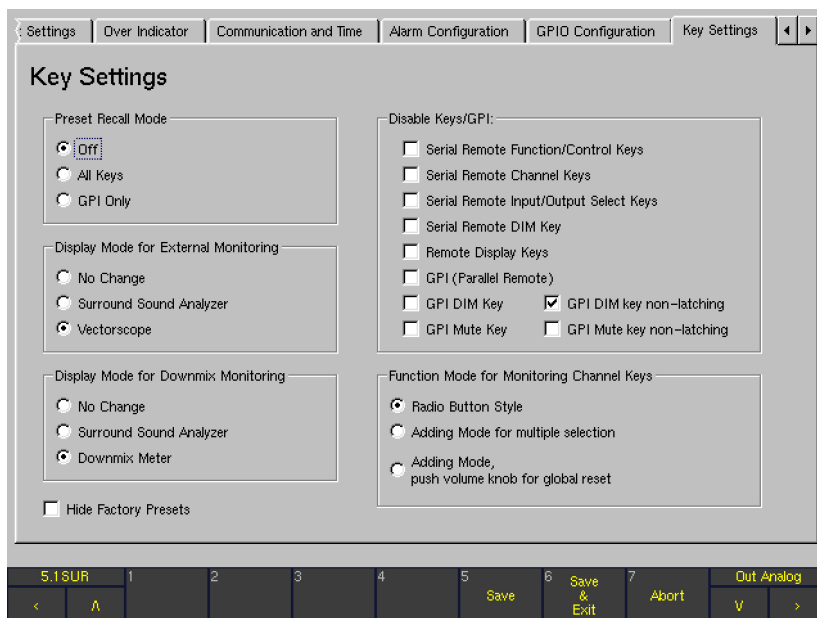 : Settings
Over Indicator
Communication and Time
Alarm Configuration
GPIO Configuration
Key Settings
Key Settings
Preset Recall Mode
Off
All Keys
GPI Only
Display Mode for External Monitoring
No Change
Surround Sound Analyzer
Vectorscope
Display Mode for Downmix Monitoring
No Change
Surround Sound Analyzer
Downmix Meter
Hide Factory Presets
Disable Keys/GPI:
Serial Remote Function/Control Keys
Serial Remote Channel Keys
Serial Remote Input/Output Select Keys
Serial Remote DIM Key
Remote Display Keys
GPI (Parallel Remote)
GPI DIM Key
GPI DIM key non-latching
GPI Mute Key
GPI Mute key non-latching
Function Mode for Monitoring Channel Keys
Radio Button Style
Adding Mode for multiple selection
Adding Mode,
push volume knob for global reset
5.1SUR
< Λ
1
2
3
4
5
Save
6
Save
&
Exit
7
Abort
Out Analog
V >